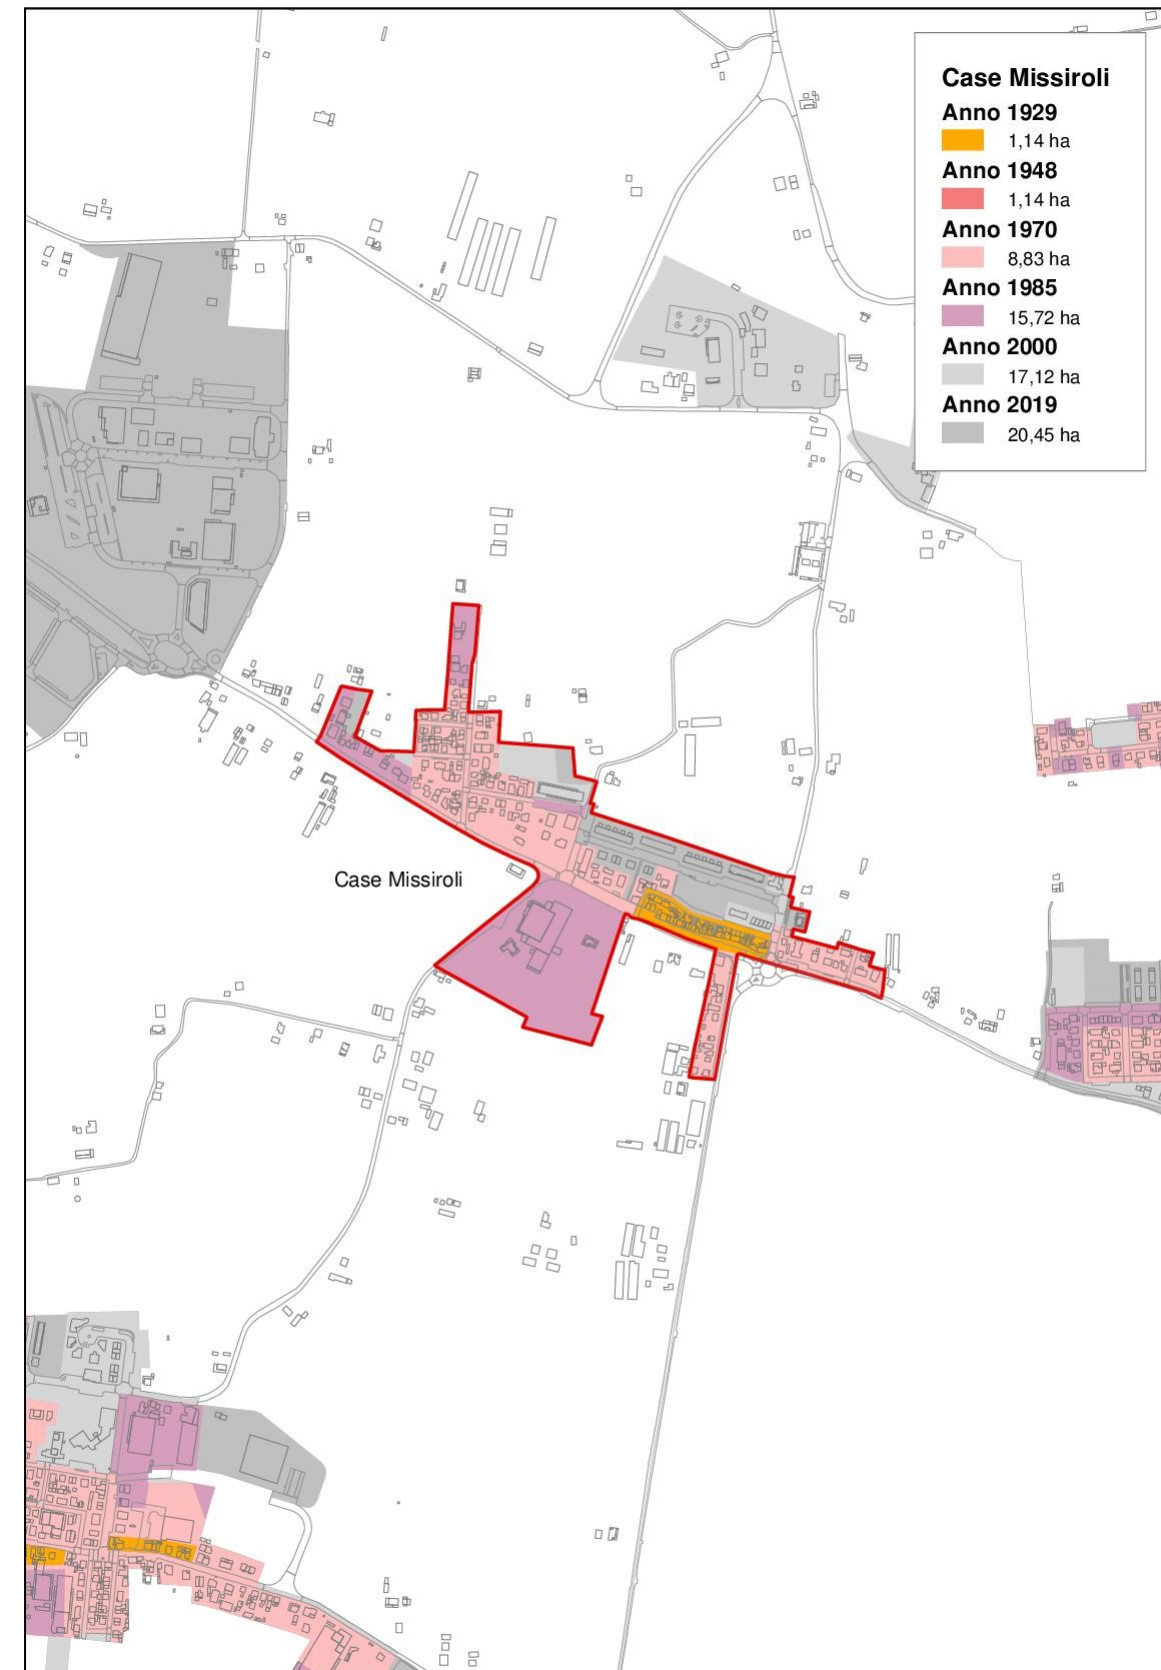 Case Missiroli
Anno 1929
1,14 ha
Anno 1948
1,14 ha
Anno 1970
8,83 ha
Anno 1985
15,72 ha
Anno 2000
17,12 ha
Anno 2019
20,45 ha
Case Missiroli